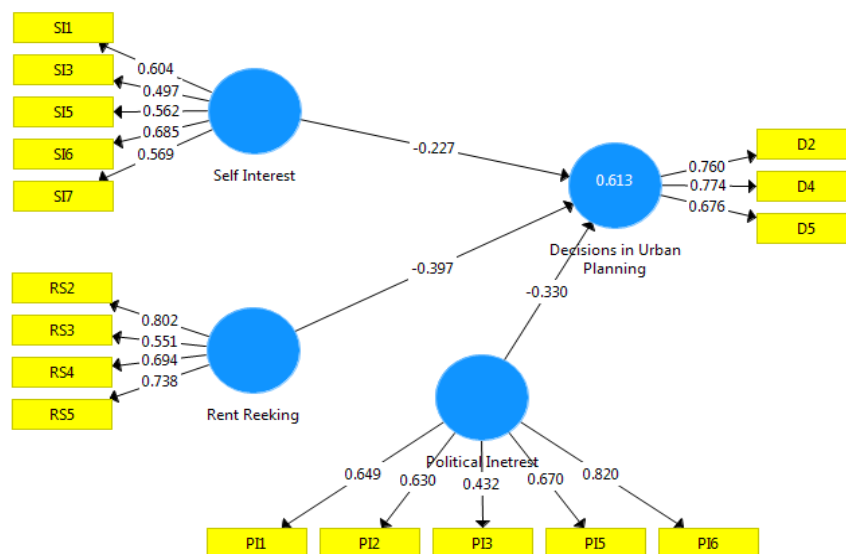 SI1
SI3
SI5
SI6
SI7
0.604
0.497
0.562
0.685
0.569
Self Interest
-0.227
0.613
Decisions in Urban
Planning
0.760
0.774
0.676
D2
D4
D5
RS2
RS3
RS4
RS5
0.802
0.551
0.694
0.738
Rent Reeking
-0.397
-0.330
Political Inetrest
0.649
0.630
0.432
0.670
0.820
PI1
PI2
PI3
PI5
PI6